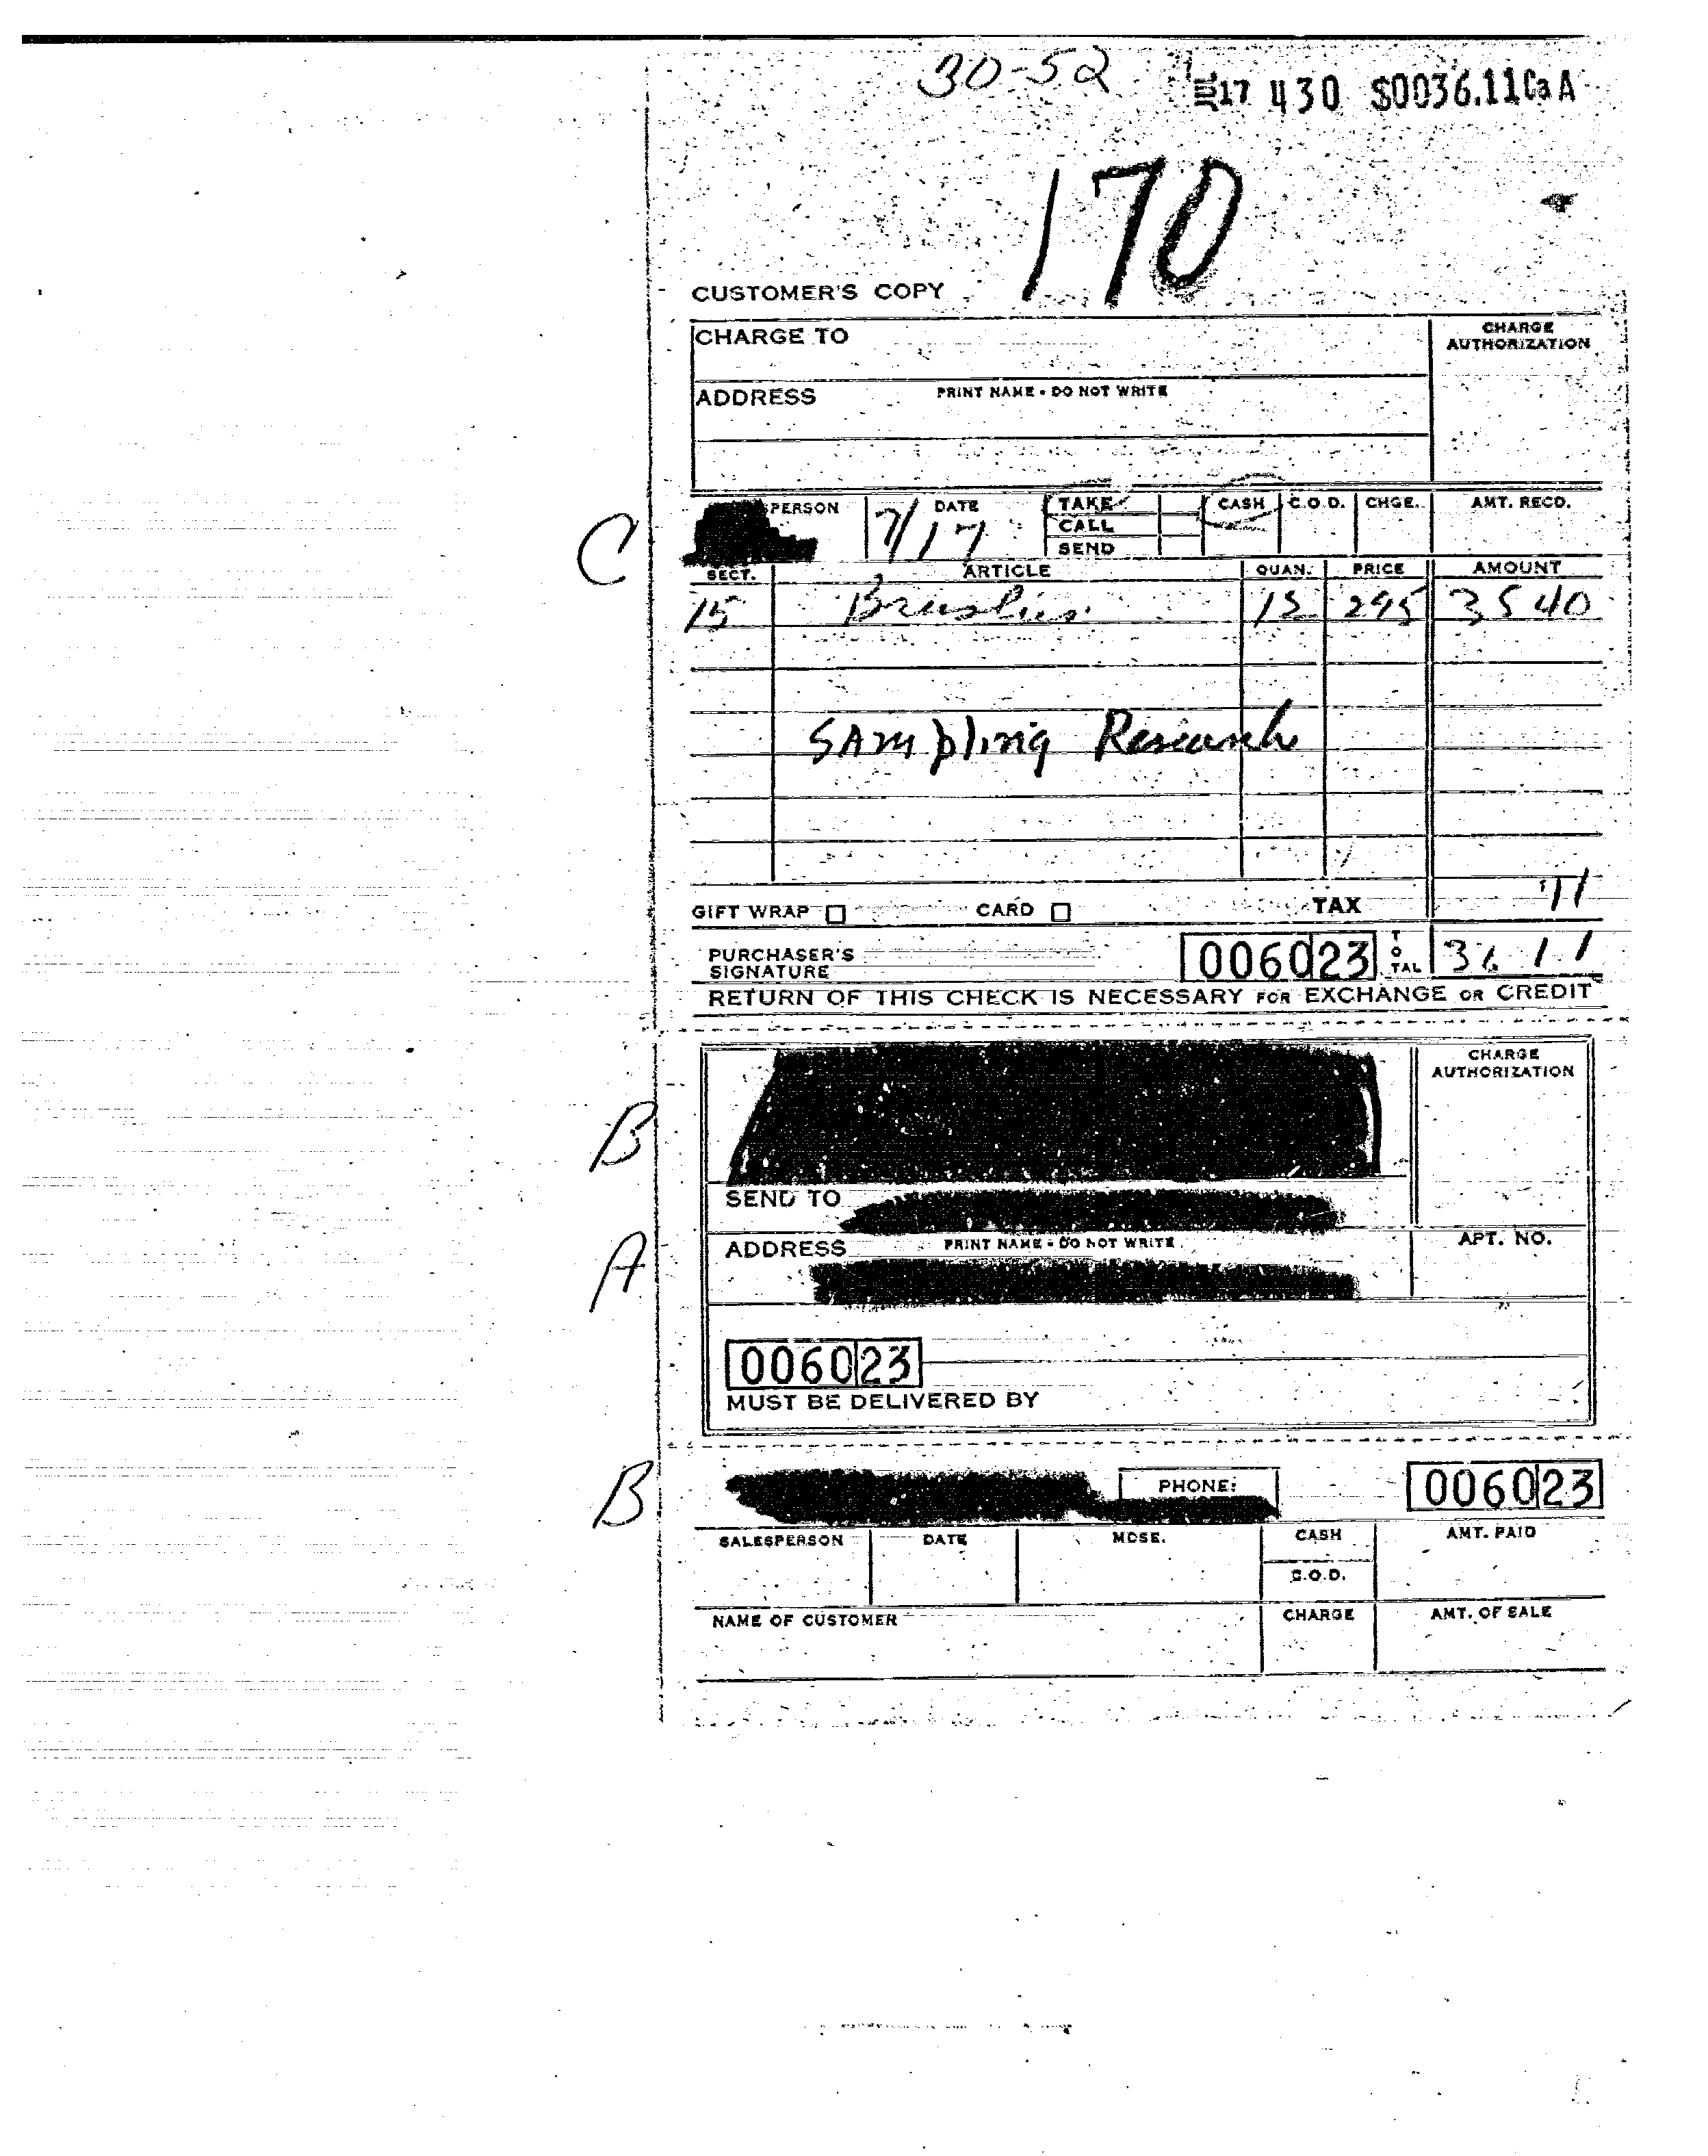 30-52
JUL 17 430 $0036.11CaA
170
CUSTOMER'S COPY
CHARGE TO
CHARGE AUTHORIZATION
PRINT NAME - DO NOT WRITE
ADDRESS
C
PERSON DATE TAKE CASH C.O.D. CHGE. AMT. RECD.
7/17 CALL
SEND
SECT. ARTICLE QUAN. PRICE AMOUNT
15 Brushes 12 295 35 40
SAmpling Research
GIFT WRAP CARD TAX 71
PURCHASER'S SIGNATURE 006023 TOTAL 36 11
RETURN OF THIS CHECK IS NECESSARY FOR EXCHANGE OR CREDIT
CHARGE AUTHORIZATION
B
SEND TO
PRINT NAME - DO NOT WRITE
A
ADDRESS APT. NO.
006023
MUST BE DELIVERED BY
B
PHONE: 006023
SALESPERSON DATE MDSE. CASH AMT. PAID
C.O.D.
NAME OF CUSTOMER CHARGE AMT. OF SALE